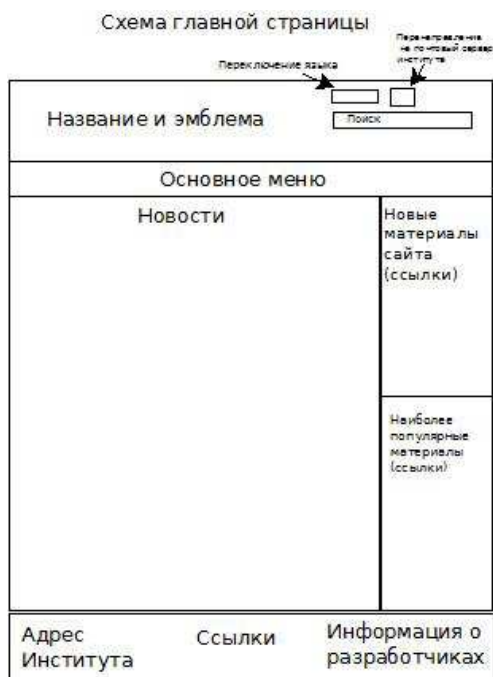 Схема главной страницы
Перенаправление
на почтовый сервер
института
Переключение языка
Название и эмблема
Поиск
Основное меню
Новости
Новые
материалы
сайта
(ссылки)
Наиболее
популярные
материалы
(ссылки)
Адрес
Института
Ссылки
Информация о
разработчиках